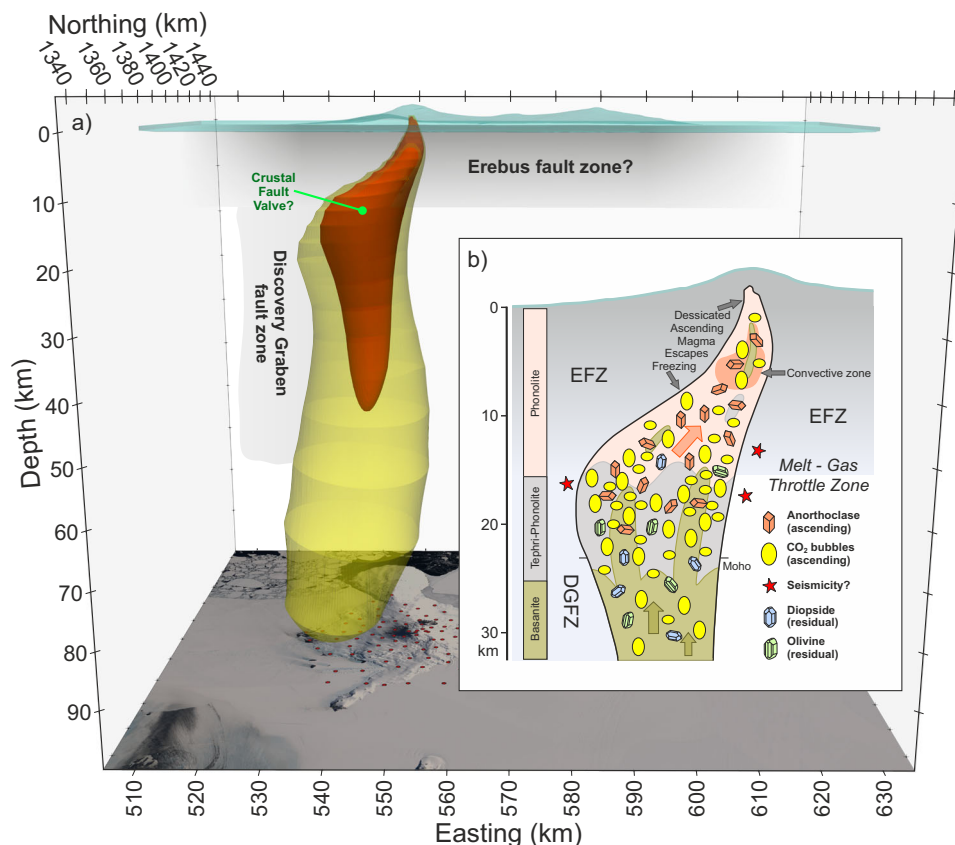 Northing (km)
1340
1360
1380
1400
1420
1440
a)
0
10
20
30
40
50
60
70
80
90
Depth (km)
Crustal
Fault
Valve?
Erebus fault zone?
Discovery Graben
fault zone
b)
0
10
20
30
km
Phonolite
Tephri-Phonolite
Basanite
Dessicated
Ascending
Magma
Escapes
Freezing
Convective zone
EFZ
EFZ
DGFZ
Moho
Melt - Gas
Throttle Zone
Anorthoclase
(ascending)
CO₂ bubbles
(ascending)
Seismicity?
Diopside
(residual)
Olivine
(residual)
510
520
530
540
550
560
570
580
590
600
610
620
630
Easting (km)